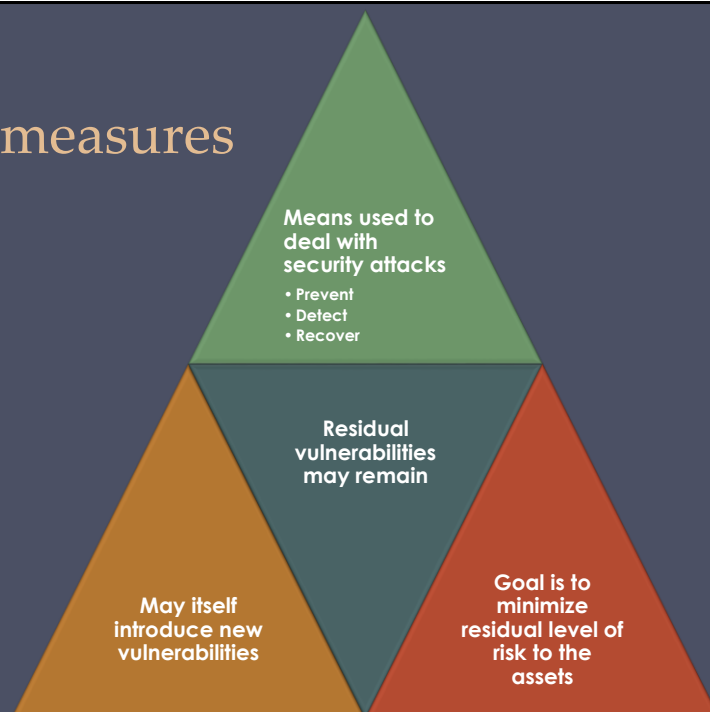 measures
Means used to
deal with
security attacks
• Prevent
• Detect
• Recover
Residual
vulnerabilities
may remain
May itself
introduce new
vulnerabilities
Goal is to
minimize
residual level of
risk to the
assets